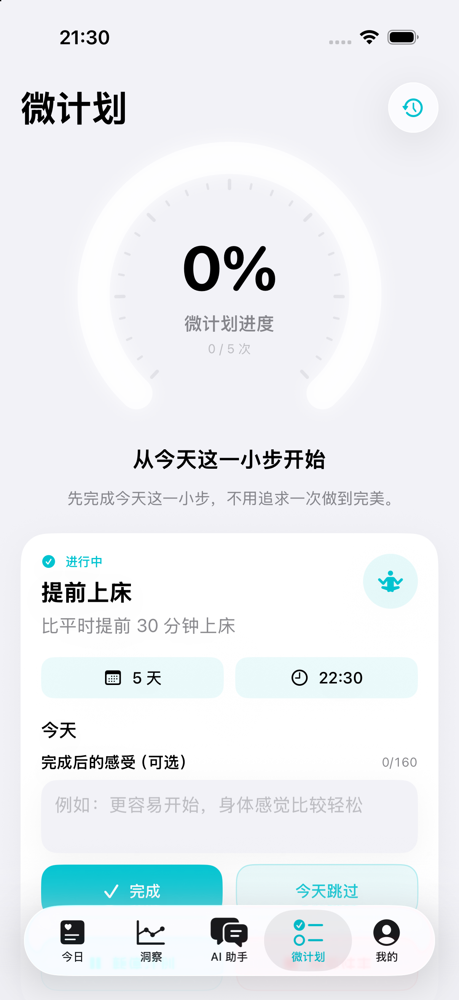 21:30
微计划
0%
微计划进度
0 / 5 次
从今天这一小步开始
先完成今天这一小步，不用追求一次做到完美。
进行中
提前上床
比平时提前 30 分钟上床
5 天
22:30
今天
完成后的感受（可选）
0/160
例如：更容易开始，身体感觉比较轻松
完成
今天跳过
今日
洞察
AI 助手
微计划
我的